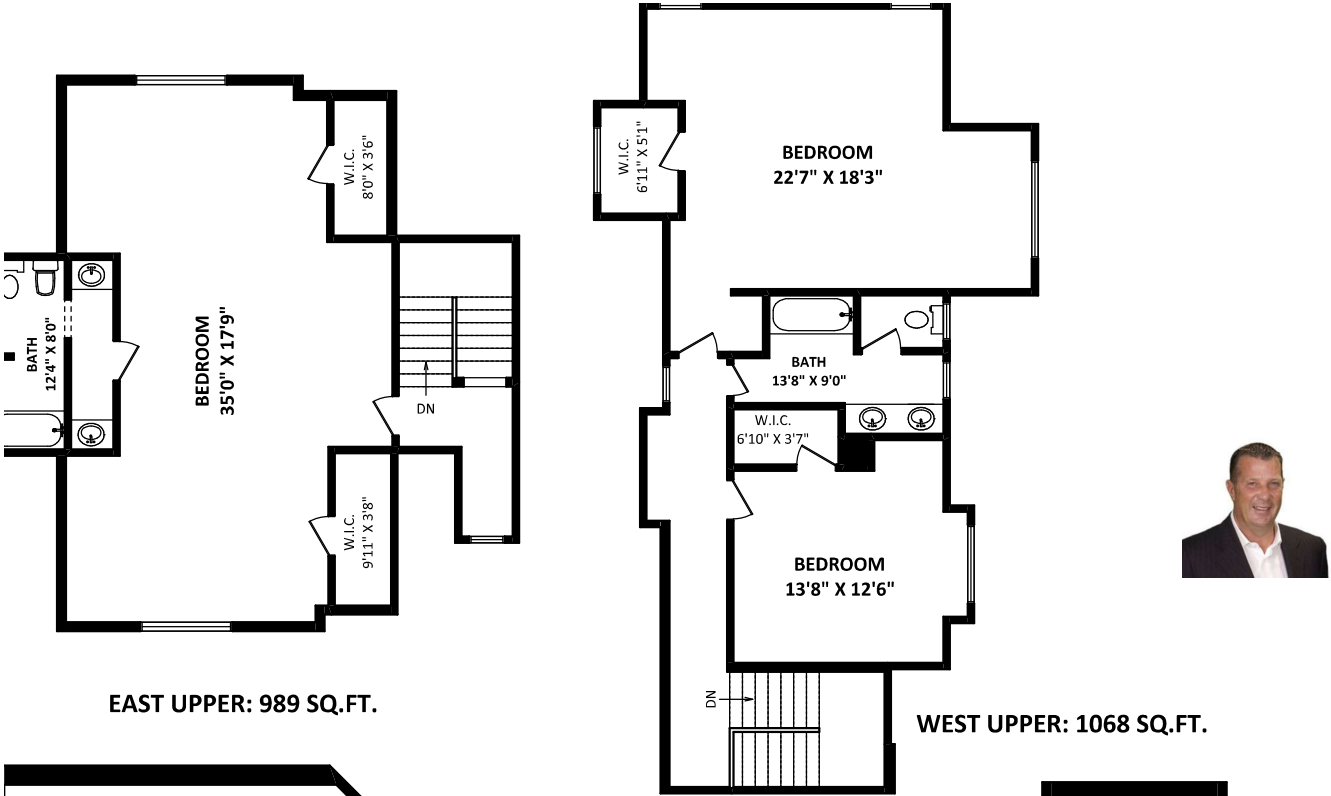 W.I.C.
8'0" X 3'6"
BATH
12'4" X 8'0"
BEDROOM
35'0" X 17'9"
DN
W.I.C.
9'11" X 3'8"
EAST UPPER: 989 SQ.FT.
W.I.C.
6'11" X 5'1"
BEDROOM
22'7" X 18'3"
BATH
13'8" X 9'0"
W.I.C.
6'10" X 3'7"
BEDROOM
13'8" X 12'6"
DN
WEST UPPER: 1068 SQ.FT.